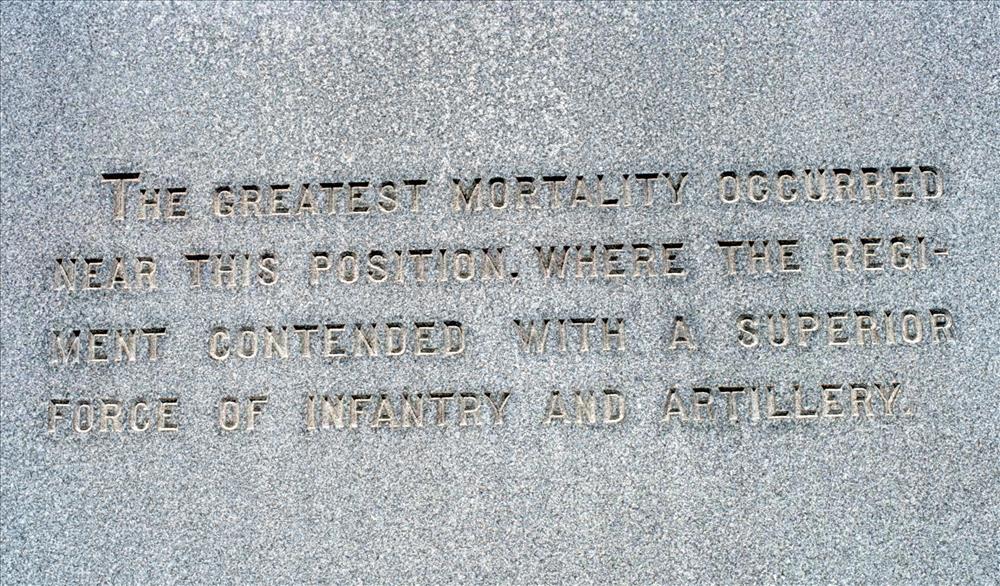 THE GREATEST MORTALITY OCCURRED
NEAR THIS POSITION, WHERE THE REGI-
MENT CONTENDED WITH A SUPERIOR
FORCE OF INFANTRY AND ARTILLERY.